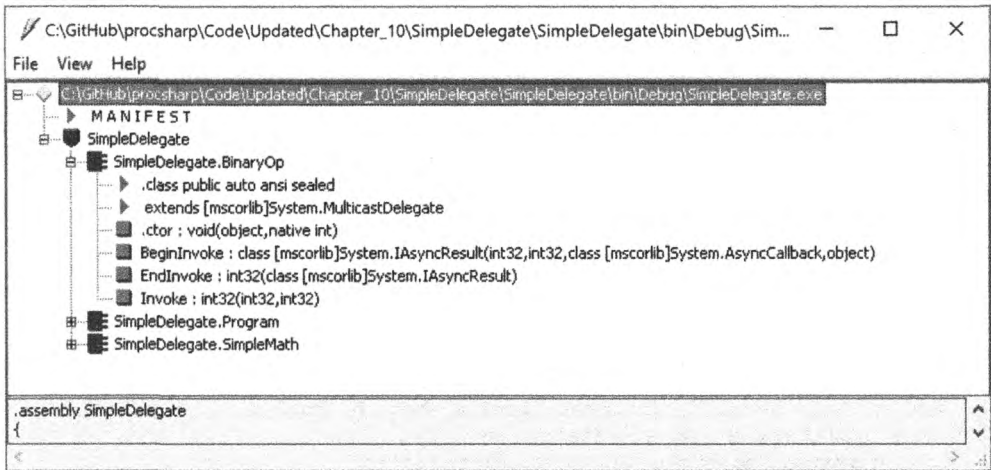 C:\GitHub\procsharp\Code\Updated\Chapter_10\SimpleDelegate\SimpleDelegate\bin\Debug\Sim...
File View Help
C:\GitHub\procsharp\Code\Updated\Chapter_10\SimpleDelegate\SimpleDelegate\bin\Debug\SimpleDelegate.exe
MANIFEST
SimpleDelegate
SimpleDelegate.BinaryOp
.class public auto ansi sealed
extends [mscorlib]System.MulticastDelegate
.ctor : void(object,native int)
BeginInvoke : class [mscorlib]System.IAsyncResult(int32,int32,class [mscorlib]System.AsyncCallback,object)
EndInvoke : int32(class [mscorlib]System.IAsyncResult)
Invoke : int32(int32,int32)
SimpleDelegate.Program
SimpleDelegate.SimpleMath
.assembly SimpleDelegate
{